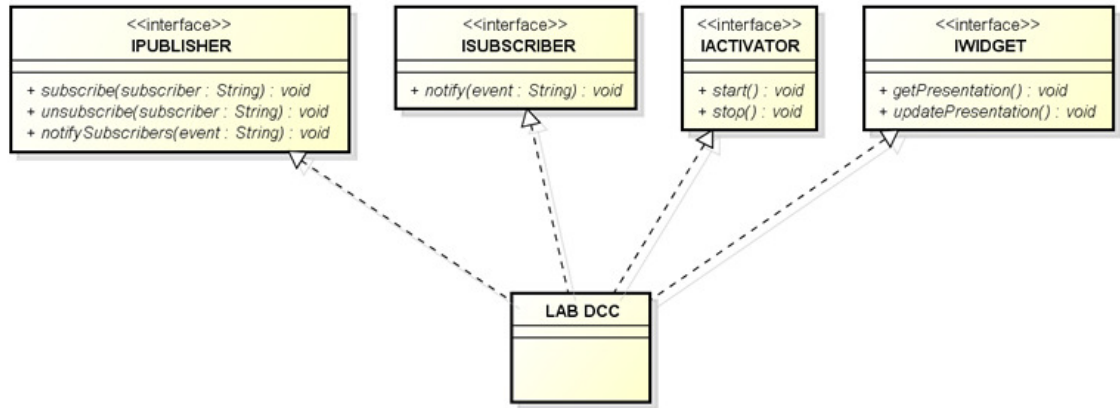 <<interface>>
IPUBLISHER
+ subscribe(subscriber : String) : void
+ unsubscribe(subscriber : String) : void
+ notifySubscribers(event : String) : void
<<interface>>
ISUBSCRIBER
+ notify(event : String) : void
<<interface>>
IACTIVATOR
+ start() : void
+ stop() : void
<<interface>>
IWIDGET
+ getPresentation() : void
+ updatePresentation() : void
LAB DCC